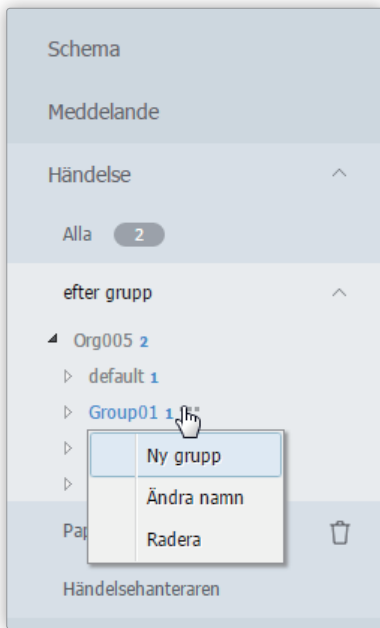 Schema
Meddelande
Händelse
Alla 2
efter grupp
Org005 2
default 1
Group01 1
Ny grupp
Ändra namn
Radera
Händelsehanteraren